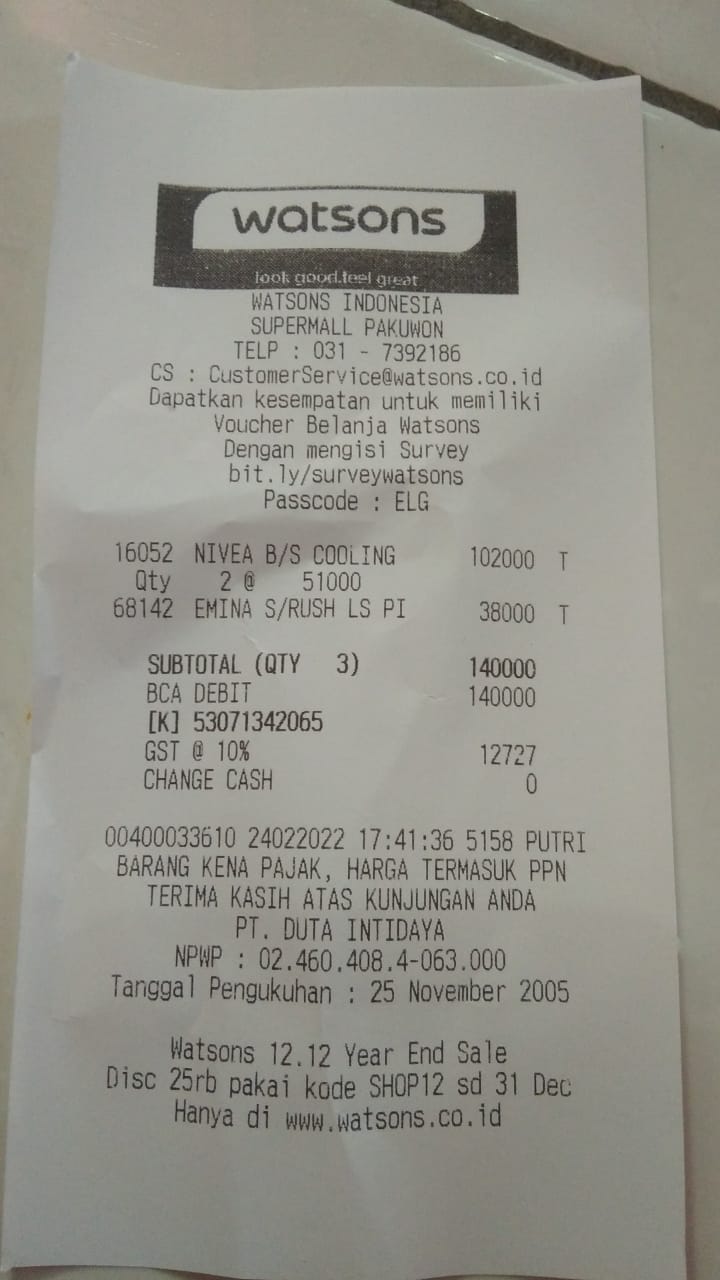 watsons
look good.feel great
WATSONS INDONESIA
SUPERMALL PAKUWON
TELP : 031 - 7392186
CS : CustomerService@watsons.co.id
Dapatkan kesempatan untuk memiliki
Voucher Belanja Watsons
Dengan mengisi Survey
bit.ly/surveywatsons
Passcode : ELG
16052 NIVEA B/S COOLING 102000 T
Qty 2 @ 51000
68142 EMINA S/RUSH LS PI 38000 T
SUBTOTAL (QTY 3) 140000
BCA DEBIT 140000
[K] 53071342065
GST @ 10% 12727
CHANGE CASH 0
00400033610 24022022 17:41:36 5158 PUTRI
BARANG KENA PAJAK, HARGA TERMASUK PPN
TERIMA KASIH ATAS KUNJUNGAN ANDA
PT. DUTA INTIDAYA
NPWP : 02.460.408.4-063.000
Tanggal Pengukuhan : 25 November 2005
Watsons 12.12 Year End Sale
Disc 25rb pakai kode SHOP12 sd 31 Dec
Hanya di www.watsons.co.id